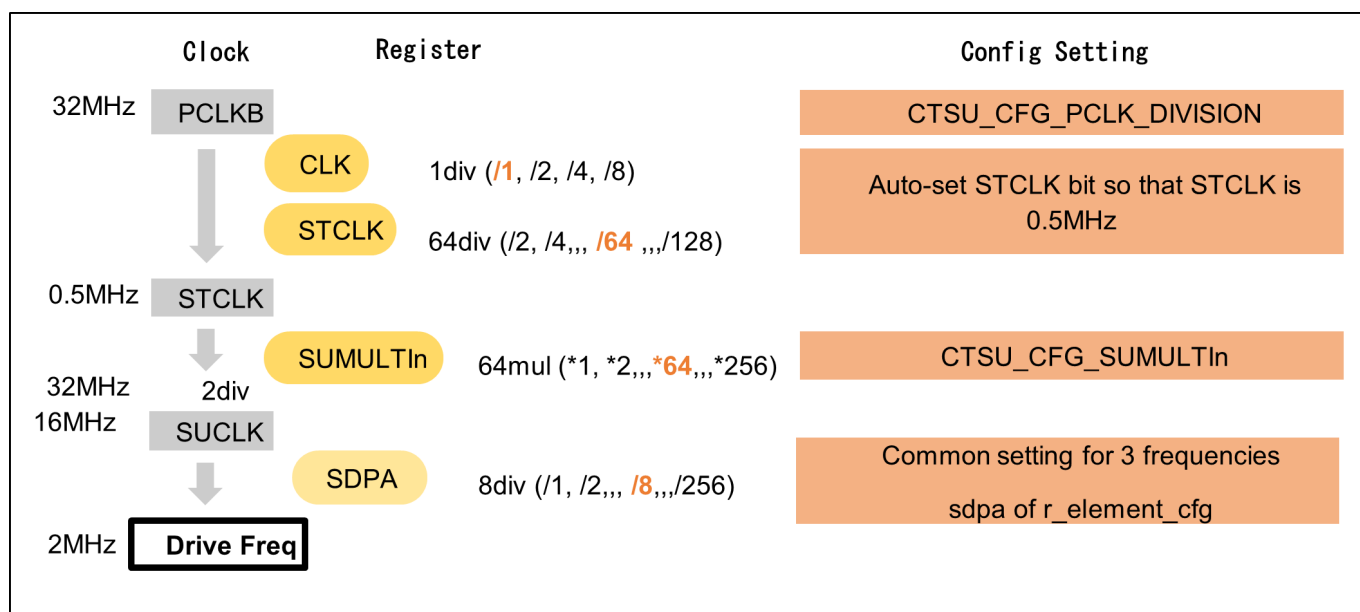 Clock Register Config Setting
32MHz PCLKB CTSU_CFG_PCLK_DIVISION
CLK 1div (/1, /2, /4, /8)
Auto-set STCLK bit so that STCLK is
0.5MHz
STCLK 64div (/2, /4,,, /64 ,,,/128)
0.5MHz STCLK
SUMULTIn 64mul (*1, *2,,,*64,,,*256) CTSU_CFG_SUMULTIn
32MHz 2div
16MHz SUCLK
SDPA 8div (/1, /2,,, /8,,,/256)
Common setting for 3 frequencies
sdpa of r_element_cfg
2MHz Drive Freq